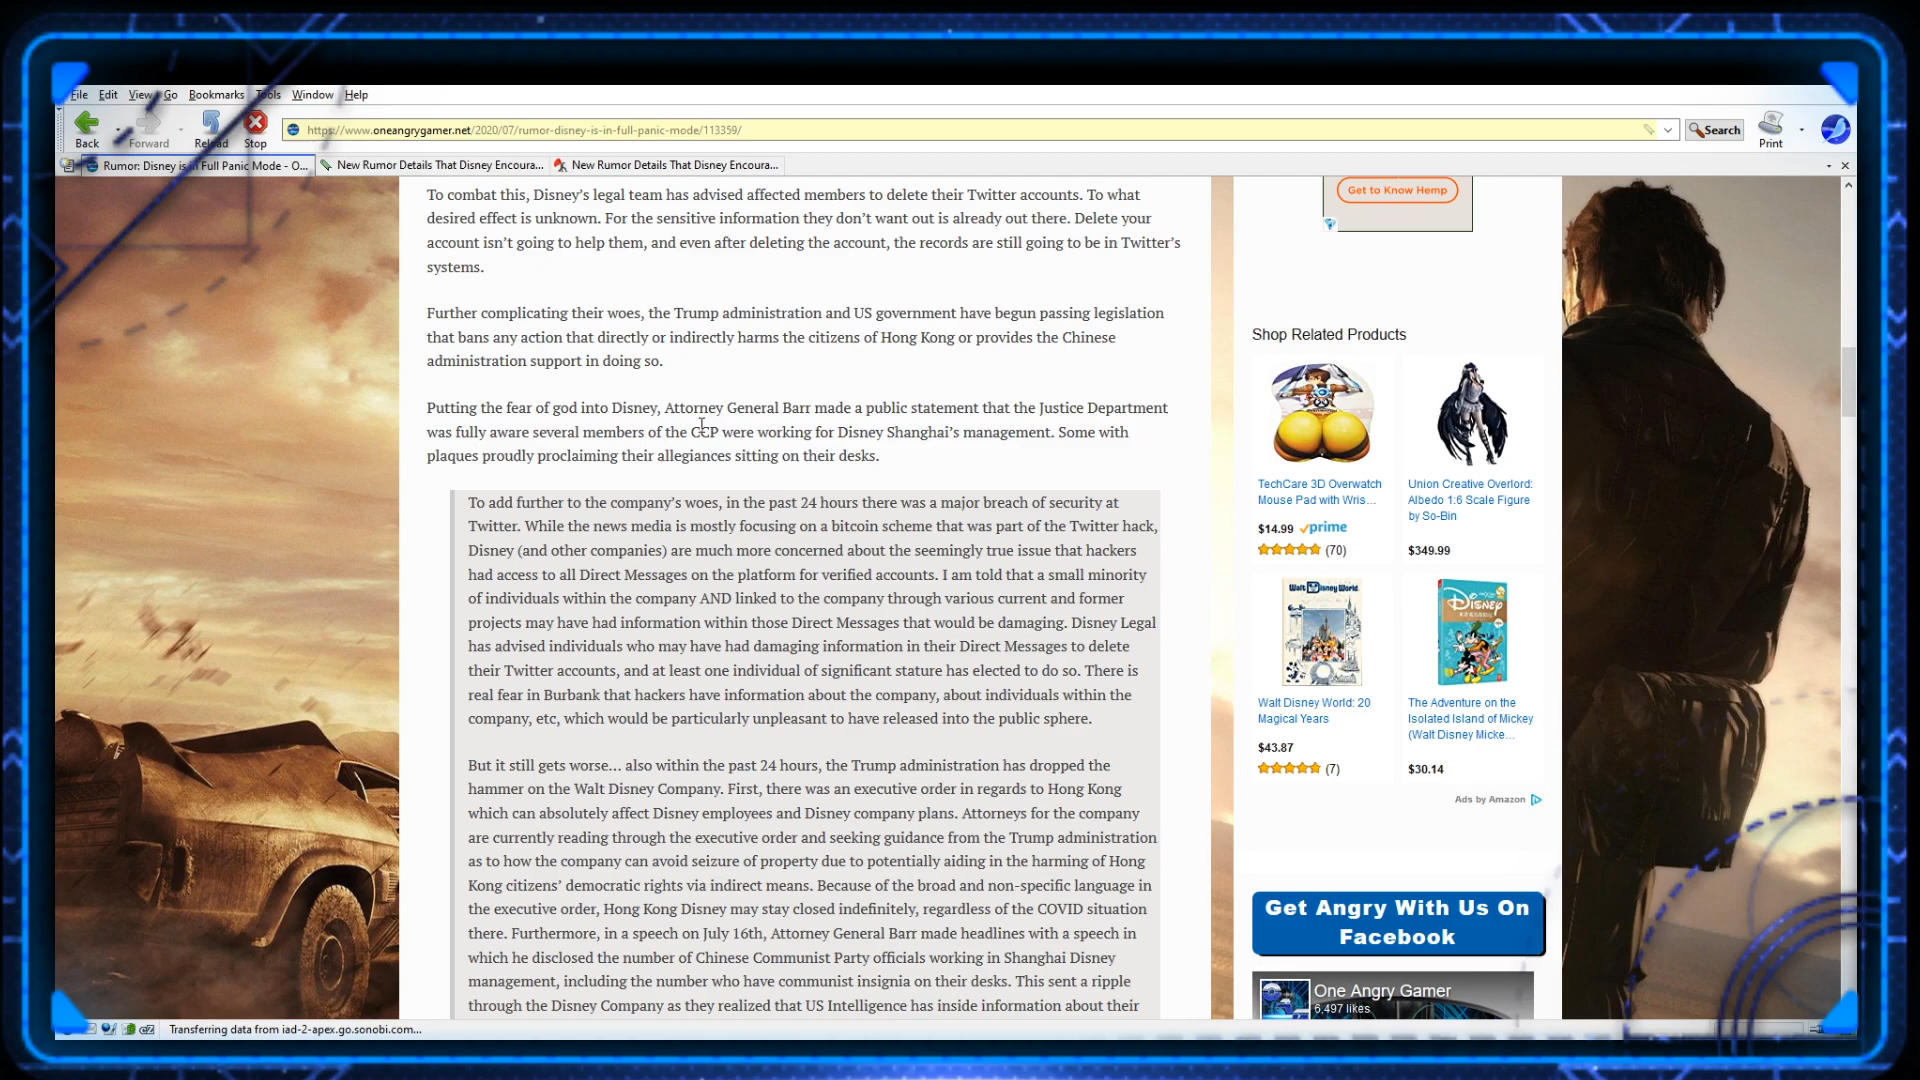 File Edit View Go Bookmarks Tools Window Help
Back Forward Reload Stop https://www.oneangrygamer.net/2020/07/rumor-disney-is-in-full-panic-mode/113359/ Search Print
Rumor: Disney is in Full Panic Mode - O... New Rumor Details That Disney Encoura... New Rumor Details That Disney Encoura...
To combat this, Disney's legal team has advised affected members to delete their Twitter accounts. To what
desired effect is unknown. For the sensitive information they don't want out is already out there. Delete your
account isn't going to help them, and even after deleting the account, the records are still going to be in Twitter's
systems.
Further complicating their woes, the Trump administration and US government have begun passing legislation
that bans any action that directly or indirectly harms the citizens of Hong Kong or provides the Chinese
administration support in doing so.
Putting the fear of god into Disney, Attorney General Barr made a public statement that the Justice Department
was fully aware several members of the CCP were working for Disney Shanghai's management. Some with
plaques proudly proclaiming their allegiances sitting on their desks.
To add further to the company's woes, in the past 24 hours there was a major breach of security at
Twitter. While the news media is mostly focusing on a bitcoin scheme that was part of the Twitter hack,
Disney (and other companies) are much more concerned about the seemingly true issue that hackers
had access to all Direct Messages on the platform for verified accounts. I am told that a small minority
of individuals within the company AND linked to the company through various current and former
projects may have had information within those Direct Messages that would be damaging. Disney Legal
has advised individuals who may have had damaging information in their Direct Messages to delete
their Twitter accounts, and at least one individual of significant stature has elected to do so. There is
real fear in Burbank that hackers have information about the company, about individuals within the
company, etc, which would be particularly unpleasant to have released into the public sphere.
But it still gets worse… also within the past 24 hours, the Trump administration has dropped the
hammer on the Walt Disney Company. First, there was an executive order in regards to Hong Kong
which can absolutely affect Disney employees and Disney company plans. Attorneys for the company
are currently reading through the executive order and seeking guidance from the Trump administration
as to how the company can avoid seizure of property due to potentially aiding in the harming of Hong
Kong citizens' democratic rights via indirect means. Because of the broad and non-specific language in
the executive order, Hong Kong Disney may stay closed indefinitely, regardless of the COVID situation
there. Furthermore, in a speech on July 16th, Attorney General Barr made headlines with a speech in
which he disclosed the number of Chinese Communist Party officials working in Shanghai Disney
management, including the number who have communist insignia on their desks. This sent a ripple
through the Disney Company as they realized that US Intelligence has inside information about their
Get to Know Hemp
Shop Related Products
TechCare 3D Overwatch
Mouse Pad with Wris...
$14.99 prime
(70)
Union Creative Overlord:
Albedo 1:6 Scale Figure
by So-Bin
$349.99
Walt Disney World
Walt Disney World: 20
Magical Years
$43.87
(7)
Disney
The Adventure on the
Isolated Island of Mickey
(Walt Disney Micke...
$30.14
Ads by Amazon
Get Angry With Us On
Facebook
One Angry Gamer
6,497 likes
Transferring data from iad-2-apex.go.sonobi.com...